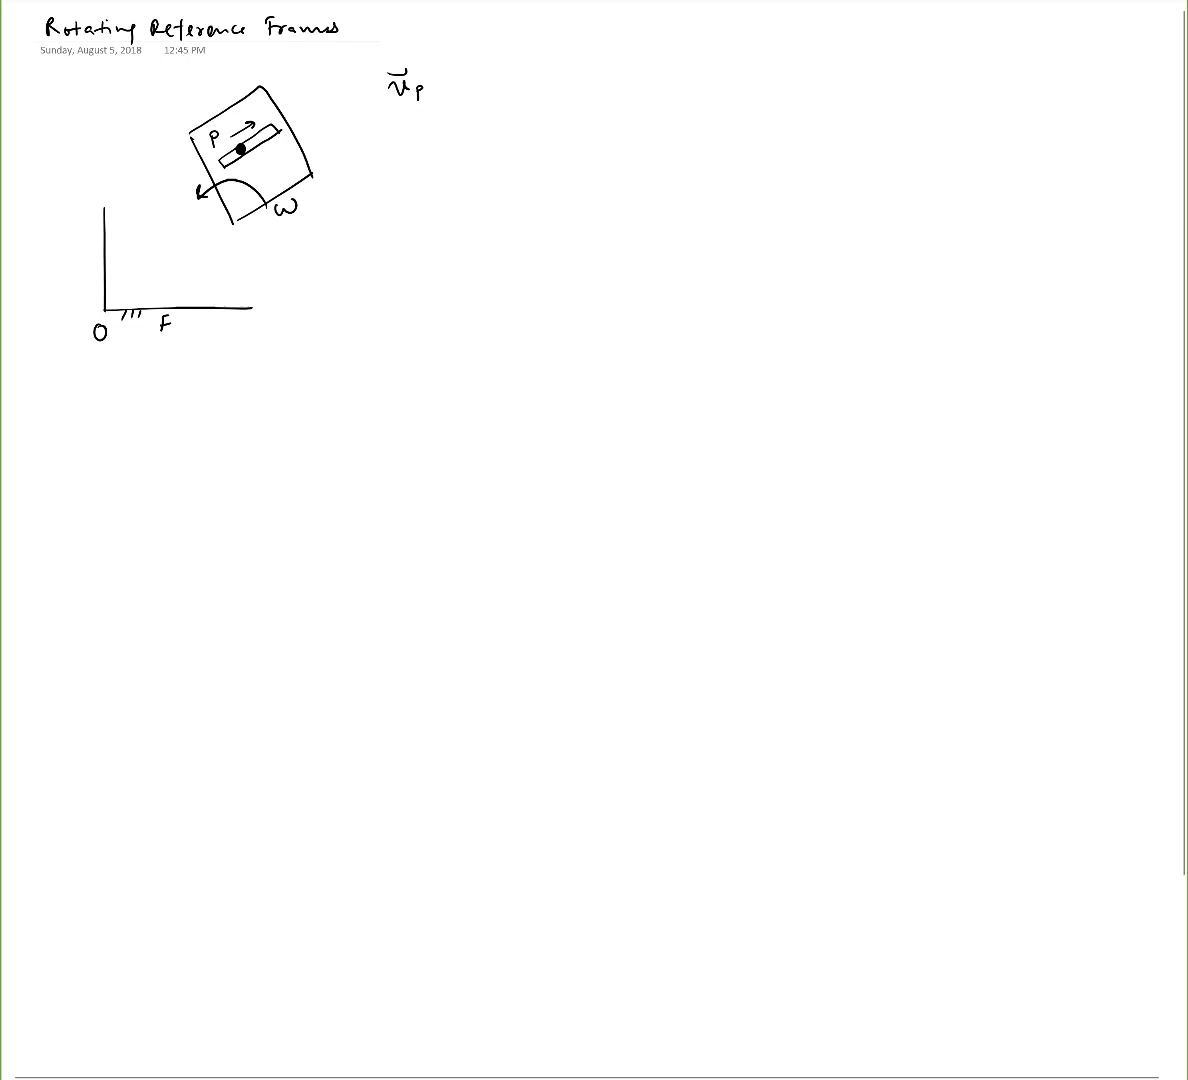 Rotating Reference Frames
Sunday, August 5, 2018 12:45 PM
v̄p
P
ω
F
O